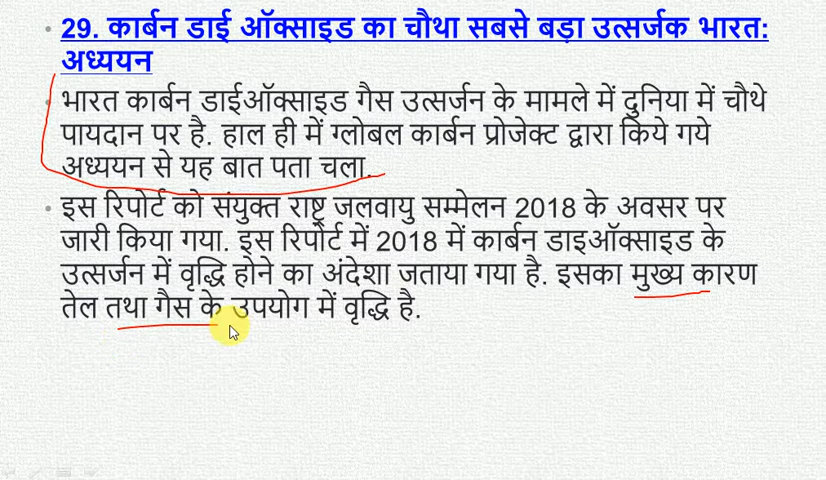 29. कार्बन डाई ऑक्साइड का चौथा सबसे बड़ा उत्सर्जक भारत:
अध्ययन
भारत कार्बन डाईऑक्साइड गैस उत्सर्जन के मामले में दुनिया में चौथे
पायदान पर है. हाल ही में ग्लोबल कार्बन प्रोजेक्ट द्वारा किये गये
अध्ययन से यह बात पता चला.
इस रिपोर्ट को संयुक्त राष्ट्र जलवायु सम्मेलन 2018 के अवसर पर
जारी किया गया. इस रिपोर्ट में 2018 में कार्बन डाइऑक्साइड के
उत्सर्जन में वृद्धि होने का अंदेशा जताया गया है. इसका मुख्य कारण
तेल तथा गैस के उपयोग में वृद्धि है.